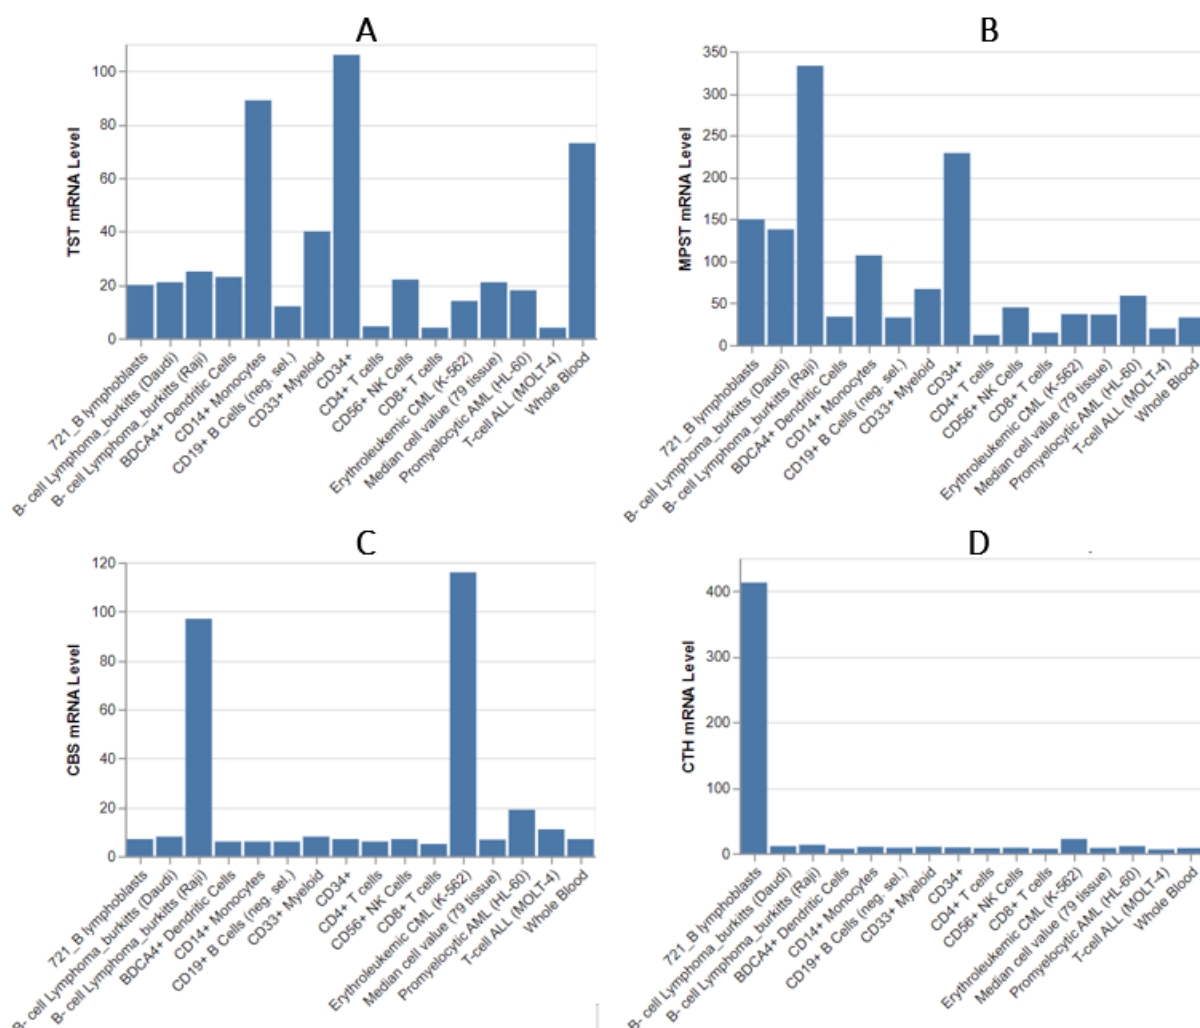 A
TST mRNA Level
100
80
60
40
20
0
721_B lymphoblasts
B- cell Lymphoma_burkitts (Daudi)
B- cell Lymphoma_burkitts (Raji)
BDCA4+ Dendritic Cells
CD14+ Monocytes
CD19+ B Cells (neg. sel.)
CD33+ Myeloid
CD34+
CD4+ T cells
CD56+ NK Cells
CD8+ T cells
Erythroleukemic CML (K-562)
Median cell value (79 tissue)
Promyelocytic AML (HL-60)
T-cell ALL (MOLT-4)
Whole Blood
B
MPST mRNA Level
350
300
250
200
150
100
50
0
721_B lymphoblasts
B- cell Lymphoma_burkitts (Daudi)
B- cell Lymphoma_burkitts (Raji)
BDCA4+ Dendritic Cells
CD14+ Monocytes
CD19+ B Cells (neg. sel.)
CD33+ Myeloid
CD34+
CD4+ T cells
CD56+ NK Cells
CD8+ T cells
Erythroleukemic CML (K-562)
Median cell value (79 tissue)
Promyelocytic AML (HL-60)
T-cell ALL (MOLT-4)
Whole Blood
C
CBS mRNA Level
120
100
80
60
40
20
0
721_B lymphoblasts
B- cell Lymphoma_burkitts (Daudi)
B- cell Lymphoma_burkitts (Raji)
BDCA4+ Dendritic Cells
CD14+ Monocytes
CD19+ B Cells (neg. sel.)
CD33+ Myeloid
CD34+
CD4+ T cells
CD56+ NK Cells
CD8+ T cells
Erythroleukemic CML (K-562)
Median cell value (79 tissue)
Promyelocytic AML (HL-60)
T-cell ALL (MOLT-4)
Whole Blood
D
CTH mRNA Level
400
300
200
100
0
721_B lymphoblasts
B- cell Lymphoma_burkitts (Daudi)
B- cell Lymphoma_burkitts (Raji)
BDCA4+ Dendritic Cells
CD14+ Monocytes
CD19+ B Cells (neg. sel.)
CD33+ Myeloid
CD34+
CD4+ T cells
CD56+ NK Cells
CD8+ T cells
Erythroleukemic CML (K-562)
Median cell value (79 tissue)
Promyelocytic AML (HL-60)
T-cell ALL (MOLT-4)
Whole Blood